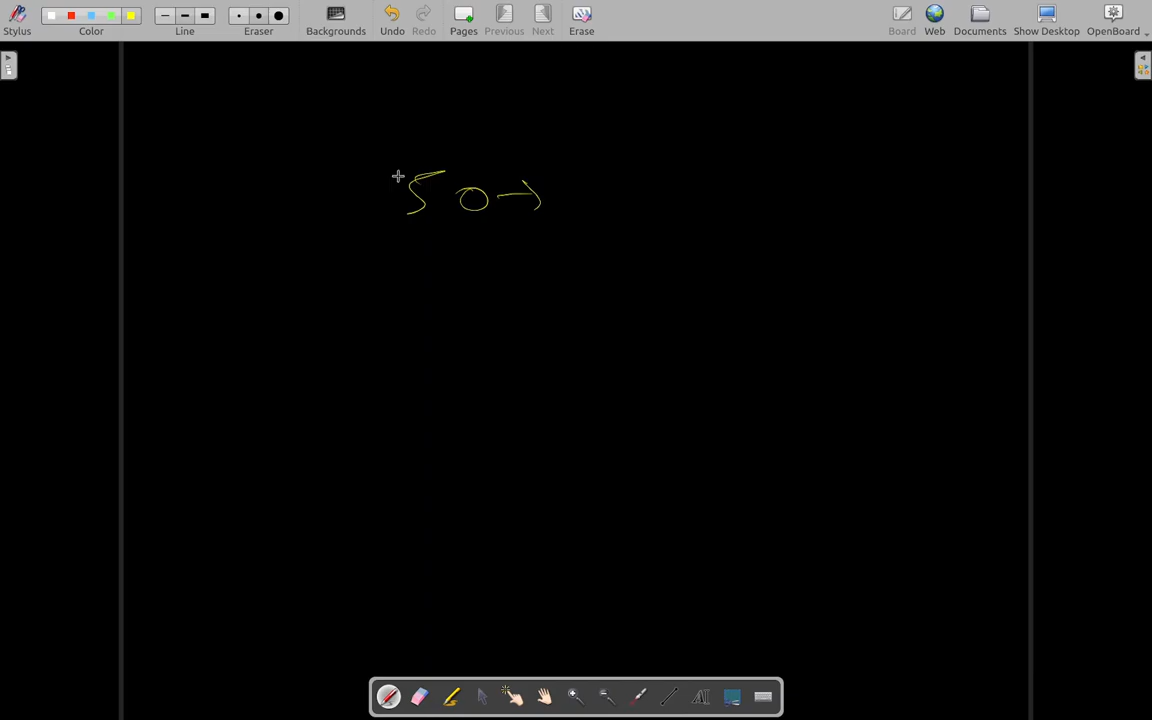 Stylus Color Line Eraser Backgrounds Undo Redo Pages Previous Next Erase Board Web Documents Show Desktop OpenBoard
50→